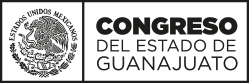 ESTADOS UNIDOS MEXICANOS
CONGRESO
DEL ESTADO DE
GUANAJUATO